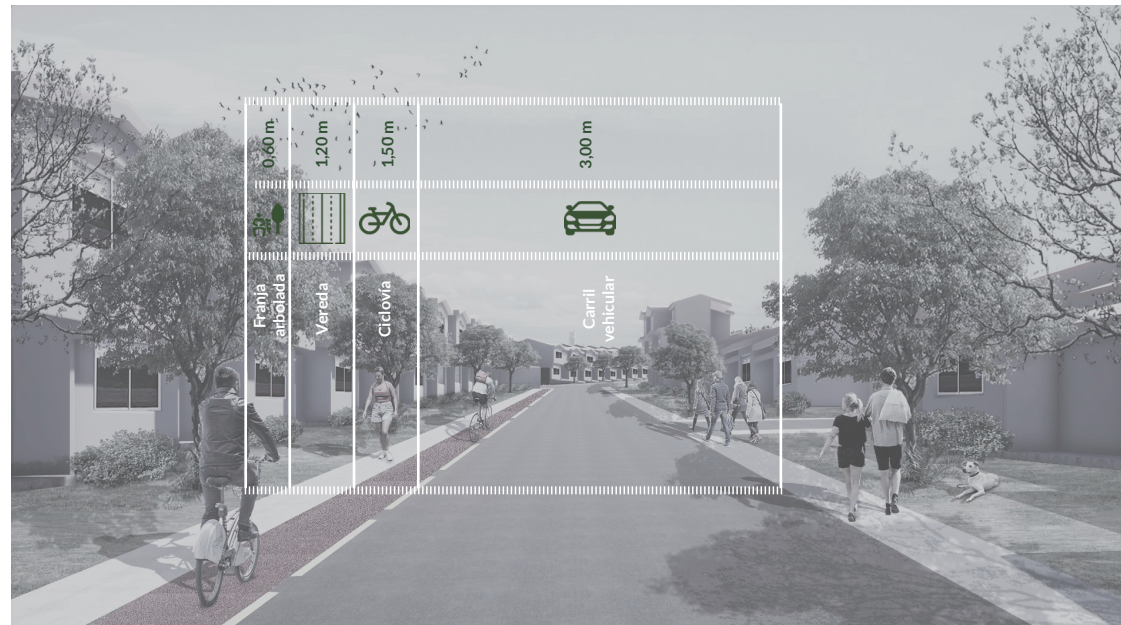 0,60 m
1,20 m
1,50 m
3,00 m
Franja
arbolada
Vereda
Ciclovía
Carril
vehicular